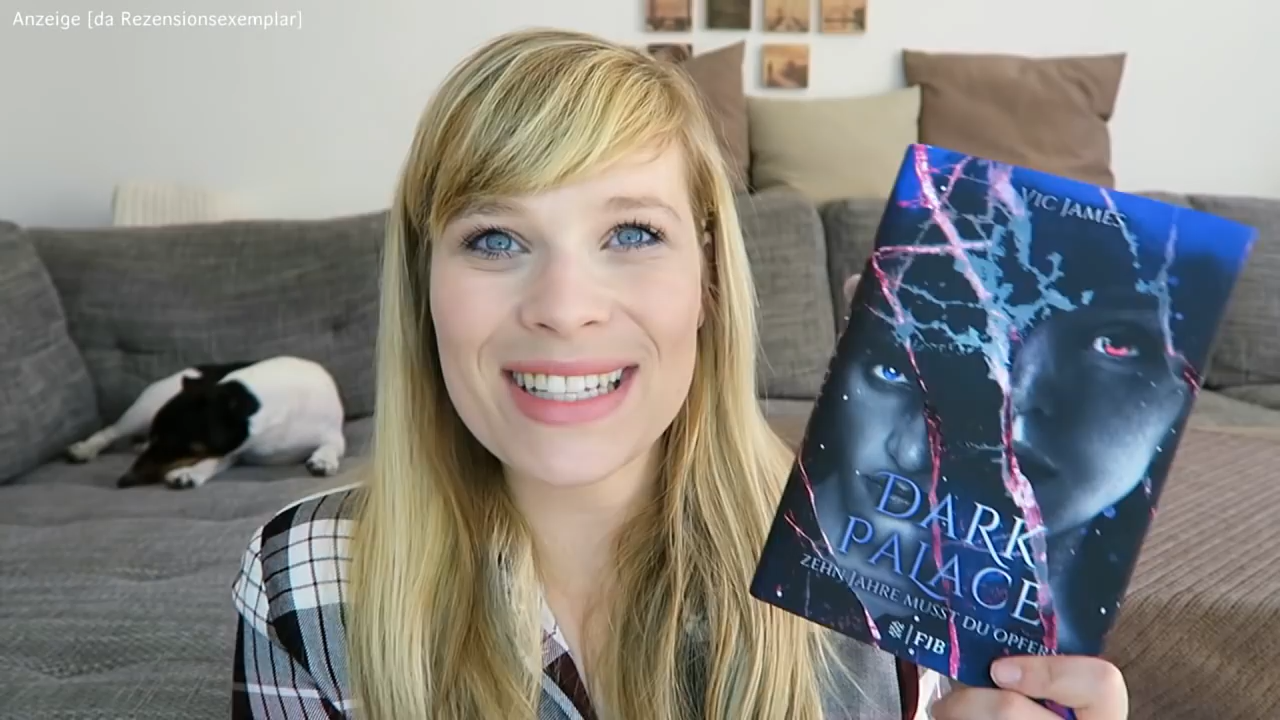 Anzeige [da Rezensionsexemplar]
VIC JAMES
DARK
PALACE
ZEHN JAHRE MUSST DU OPFERN
FJB